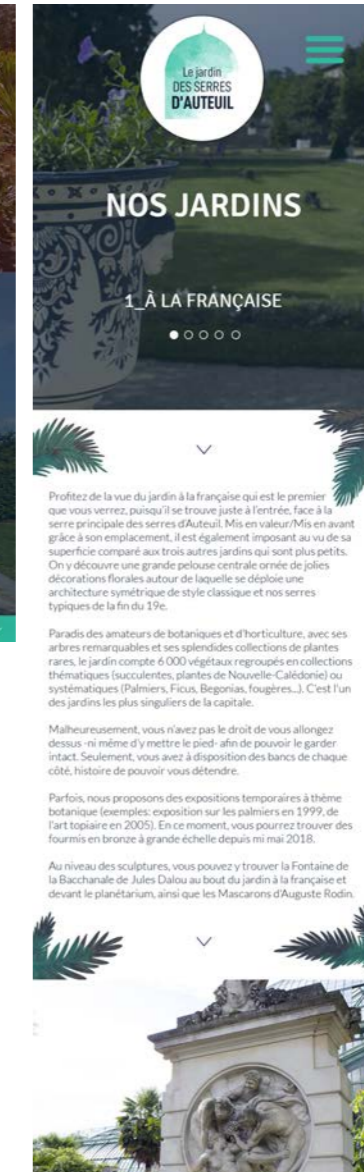 Le jardin
DES SERRES
D'AUTEUIL
NOS JARDINS
1_À LA FRANÇAISE
Profitez de la vue du jardin à la française qui est le premier
que vous verrez, puisqu'il se trouve juste à l'entrée, face à la
serre principale des serres d'Auteuil. Mis en valeur/Mis en avant
grâce à son emplacement, il est également imposant au vu de sa
superficie comparé aux trois autres jardins qui sont plus petits.
On y découvre une grande pelouse centrale ornée de jolies
décorations florales autour de laquelle se déploie une
architecture symétrique de style classique et nos serres
typiques de la fin du 19e.
Paradis des amateurs de botaniques et d'horticulture, avec ses
arbres remarquables et ses splendides collections de plantes
rares, le jardin compte 6 000 végétaux regroupés en collections
thématiques (succulentes, plantes de Nouvelle-Calédonie) ou
systématiques (Palmiers, Ficus, Begonias, fougères...). C'est l'un
des jardins les plus singuliers de la capitale.
Malheureusement, vous n'avez pas le droit de vous allongez
dessus -ni même d'y mettre le pied- afin de pouvoir le garder
intact. Seulement, vous avez à disposition des bancs de chaque
côté, histoire de pouvoir vous détendre.
Parfois, nous proposons des expositions temporaires à thème
botanique (exemples: exposition sur les palmiers en 1999, de
l'art topiaire en 2005). En ce moment, vous pourrez trouver des
fourmis en bronze à grande échelle depuis mi mai 2018.
Au niveau des sculptures, vous pouvez y trouver la Fontaine de
la Bacchanale de Jules Dalou au bout du jardin à la française et
devant le planétarium, ainsi que les Mascarons d'Auguste Rodin.